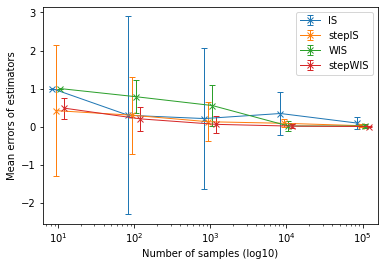 3
2
1
0
−1
−2
Mean errors of estimators
IS
stepIS
WIS
stepWIS
10¹
10²
10³
10⁴
10⁵
Number of samples (log10)